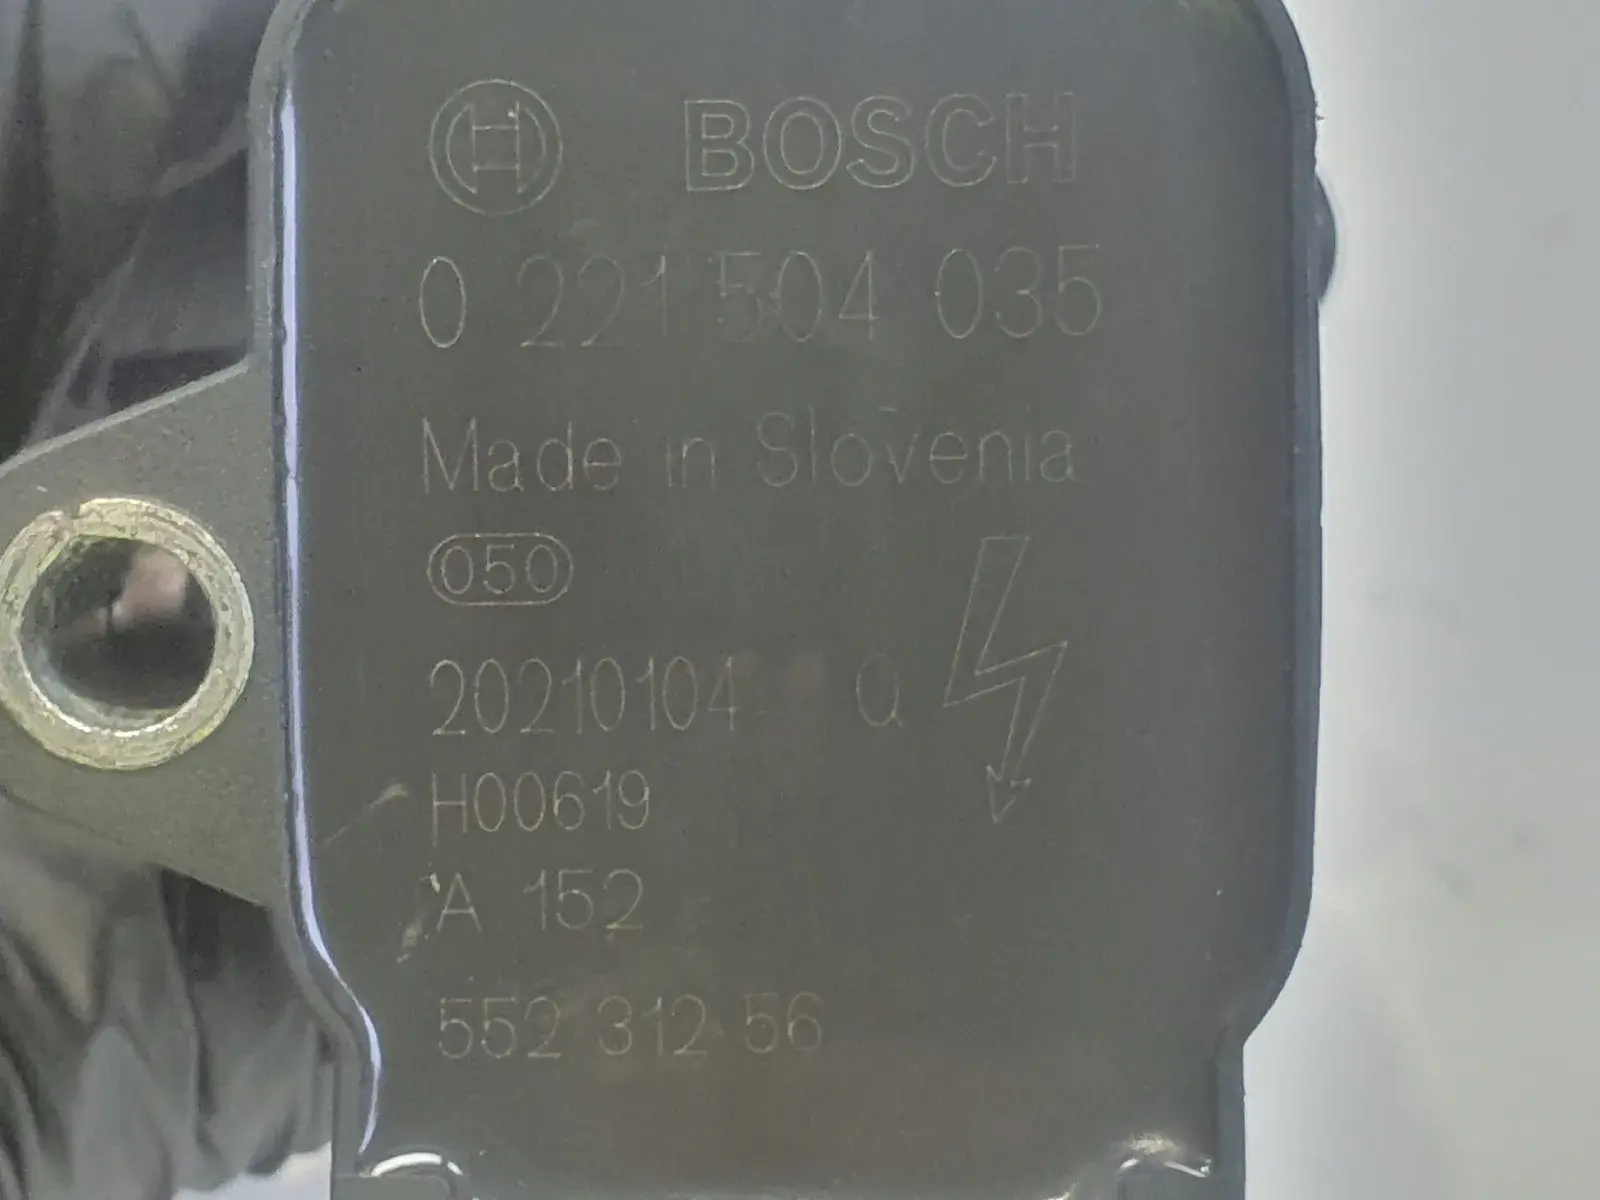 BOSCH
0 221 504 035
Made in Slovenia
050
20210104 Q
H00619
A 152
552 312 56